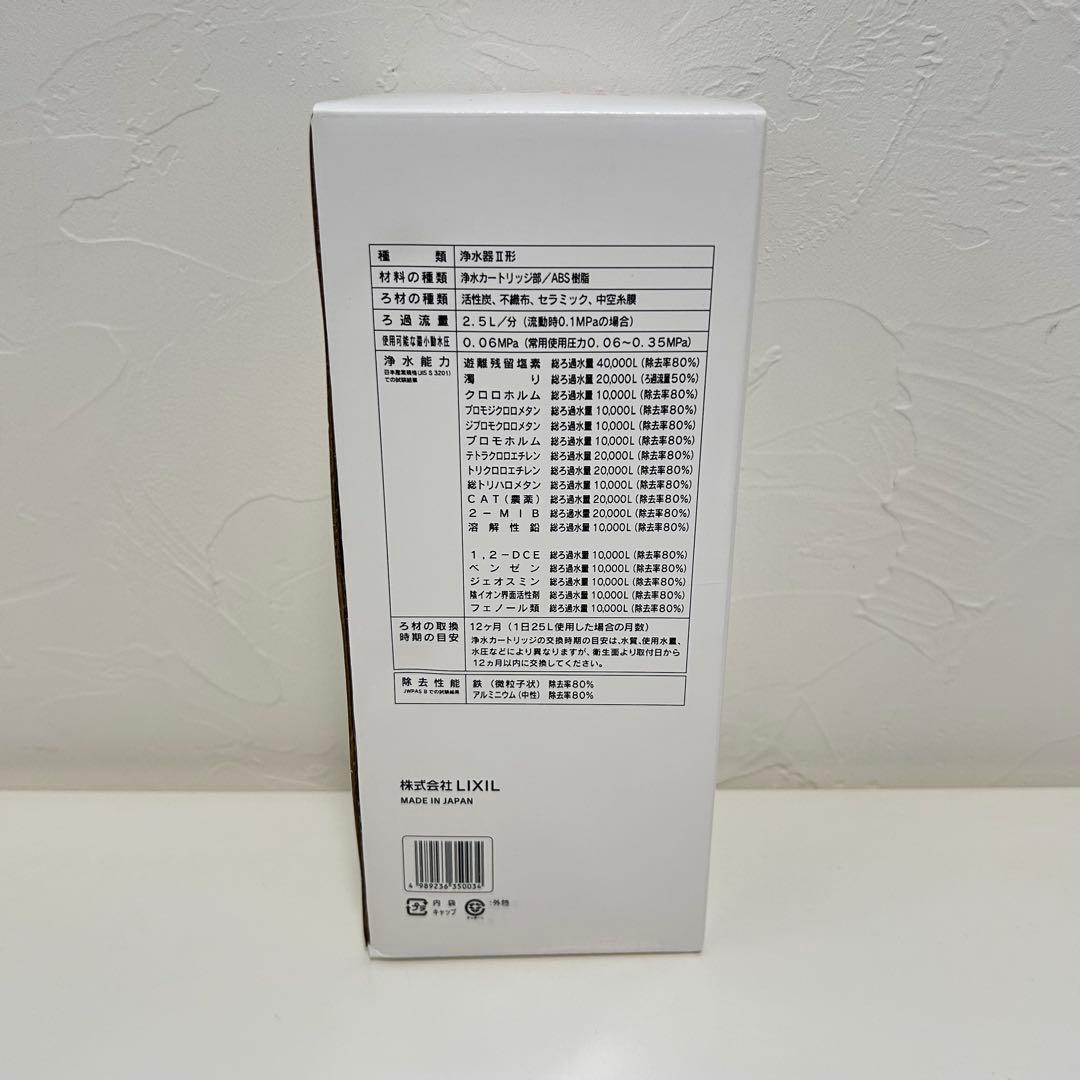 種類 浄水器Ⅱ形
材料の種類 浄水カートリッジ部/ABS樹脂
ろ材の種類 活性炭、不織布、セラミック、中空糸膜
ろ過流量 2.5L/分(流動時0.1MPaの場合)
使用可能な最小動水圧 0.06MPa(常用使用圧力0.06~0.35MPa)
浄水能力
日本産業規格(JIS S 3201)
での試験結果
遊離残留塩素 総ろ過水量 40,000L(除去率80%)
濁り 総ろ過水量 20,000L(ろ過流量50%)
クロロホルム 総ろ過水量 10,000L(除去率80%)
ブロモジクロロメタン 総ろ過水量 10,000L(除去率80%)
ジブロモクロロメタン 総ろ過水量 10,000L(除去率80%)
ブロモホルム 総ろ過水量 10,000L(除去率80%)
テトラクロロエチレン 総ろ過水量 20,000L(除去率80%)
トリクロロエチレン 総ろ過水量 20,000L(除去率80%)
総トリハロメタン 総ろ過水量 10,000L(除去率80%)
CAT(農薬) 総ろ過水量 20,000L(除去率80%)
2-MIB 総ろ過水量 20,000L(除去率80%)
溶解性鉛 総ろ過水量 10,000L(除去率80%)
1,2-DCE 総ろ過水量 10,000L(除去率80%)
ベンゼン 総ろ過水量 10,000L(除去率80%)
ジェオスミン 総ろ過水量 10,000L(除去率80%)
陰イオン界面活性剤 総ろ過水量 10,000L(除去率80%)
フェノール類 総ろ過水量 10,000L(除去率80%)
ろ材の取換
時期の目安
12ヶ月(1日25L使用した場合の月数)
浄水カートリッジの交換時期の目安は、水質、使用水量、
水圧などにより異なりますが、衛生面より取付日から
12ヵ月以内に交換してください。
除去性能
JWPAS B での試験結果
鉄(微粒子状) 除去率80%
アルミニウム(中性) 除去率80%
株式会社LIXIL
MADE IN JAPAN
4 989236 350034
プラ 内袋
キャップ
:外箱